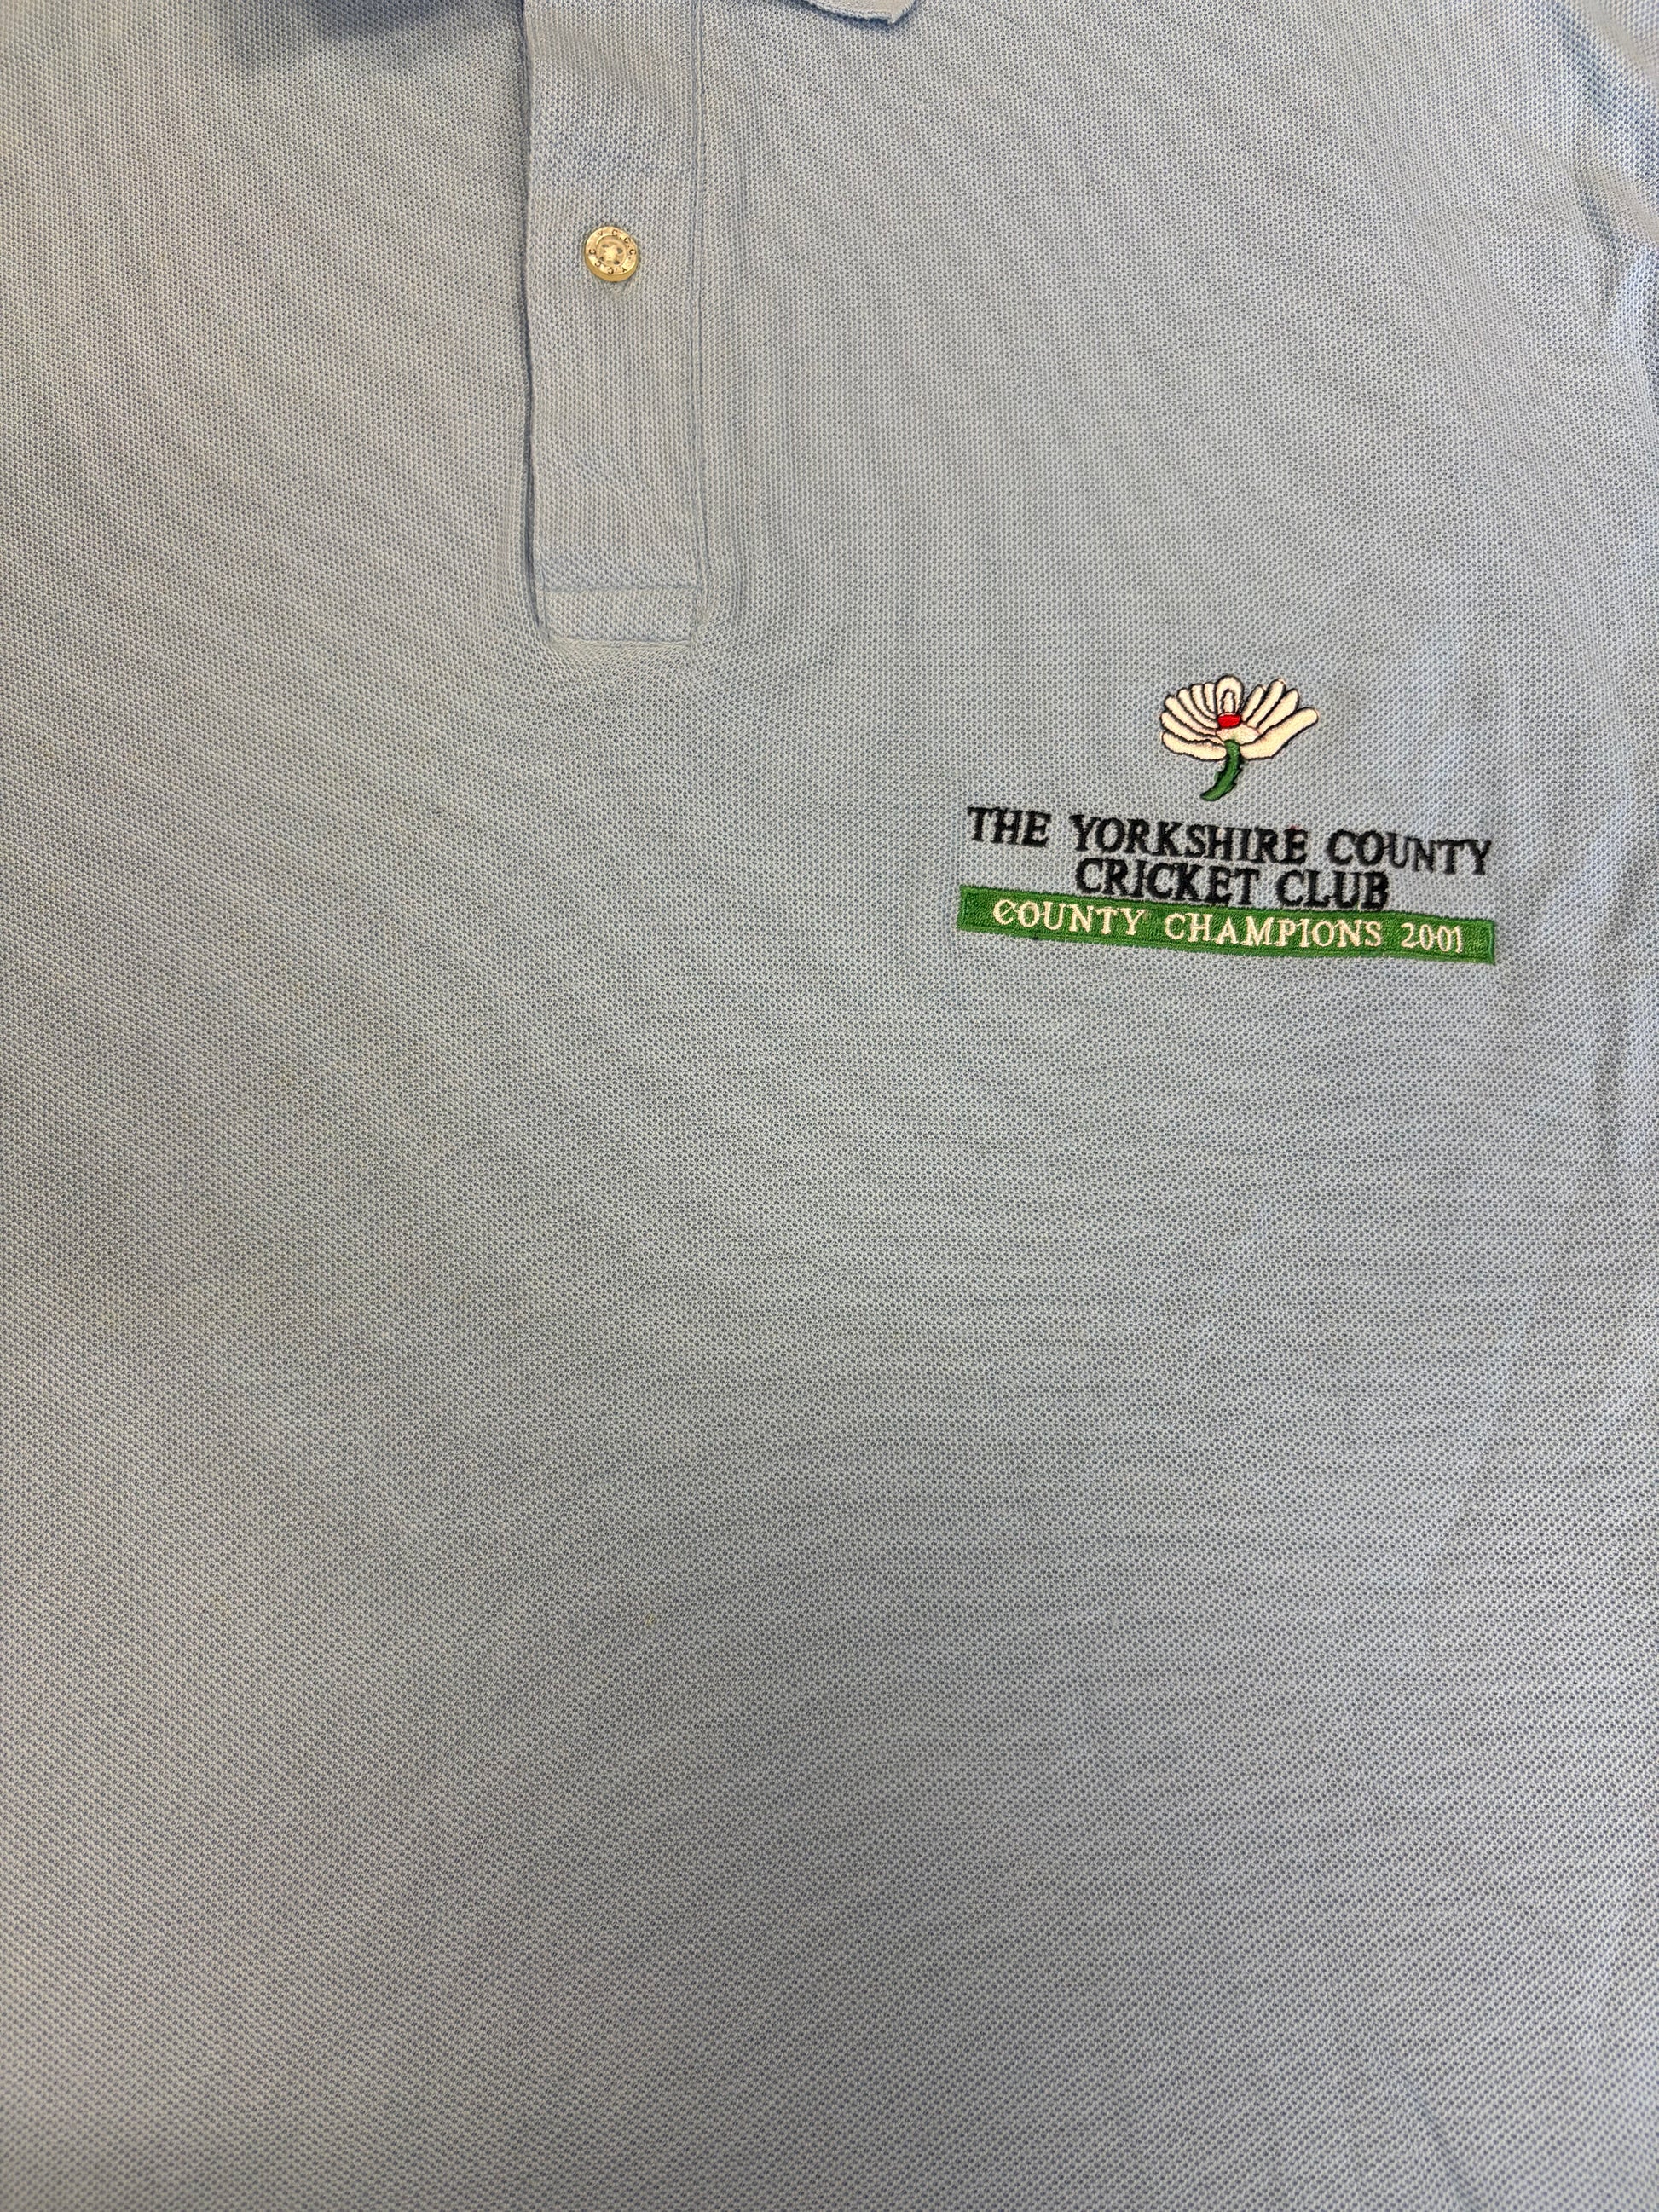 THE YORKSHIRE COUNTY
CRICKET CLUB
COUNTY CHAMPIONS 2001